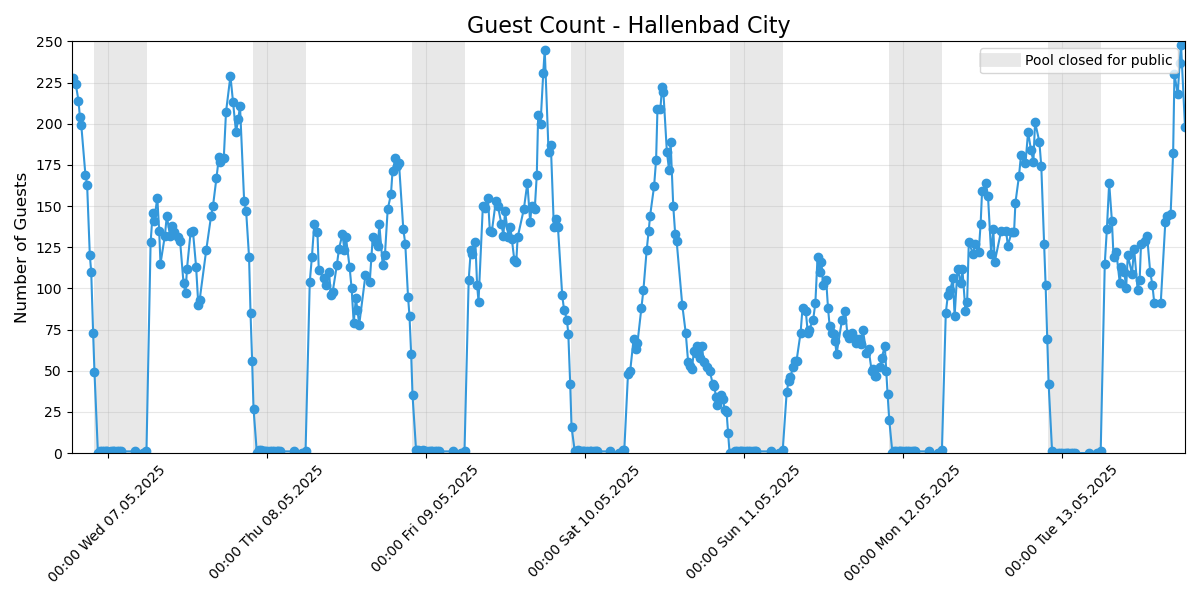 Guest Count - Hallenbad City
Pool closed for public
Number of Guests
250
225
200
175
150
125
100
75
50
25
0
00:00 Wed 07.05.2025
00:00 Thu 08.05.2025
00:00 Fri 09.05.2025
00:00 Sat 10.05.2025
00:00 Sun 11.05.2025
00:00 Mon 12.05.2025
00:00 Tue 13.05.2025